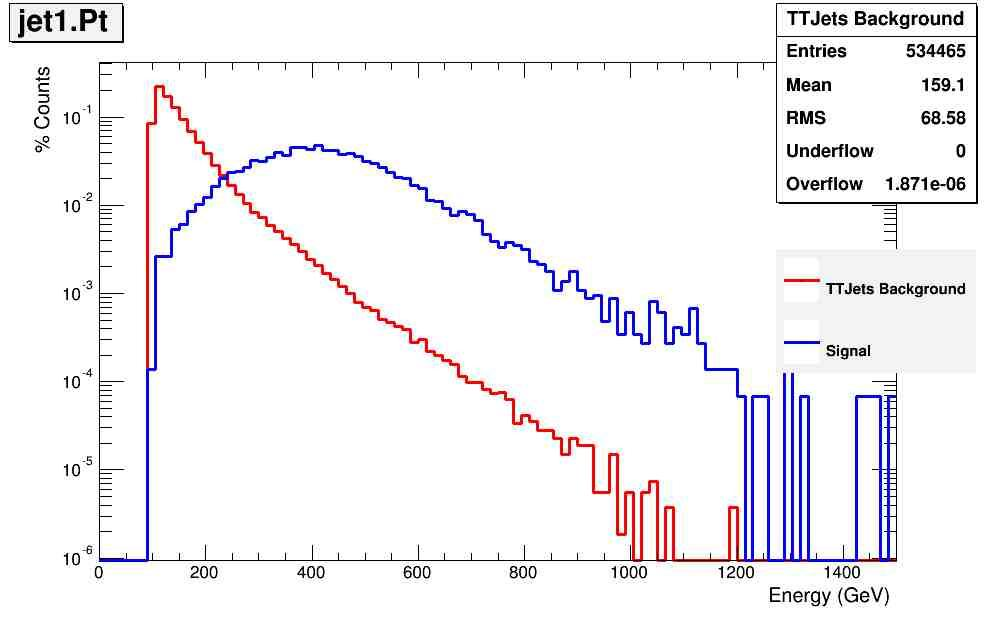 jet1.Pt
TTJets Background
Entries 534465
Mean 159.1
RMS 68.58
Underflow 0
Overflow 1.871e-06
% Counts
10^-1
10^-2
10^-3
10^-4
10^-5
10^-6
TTJets Background
Signal
0 200 400 600 800 1000 1200 1400
Energy (GeV)